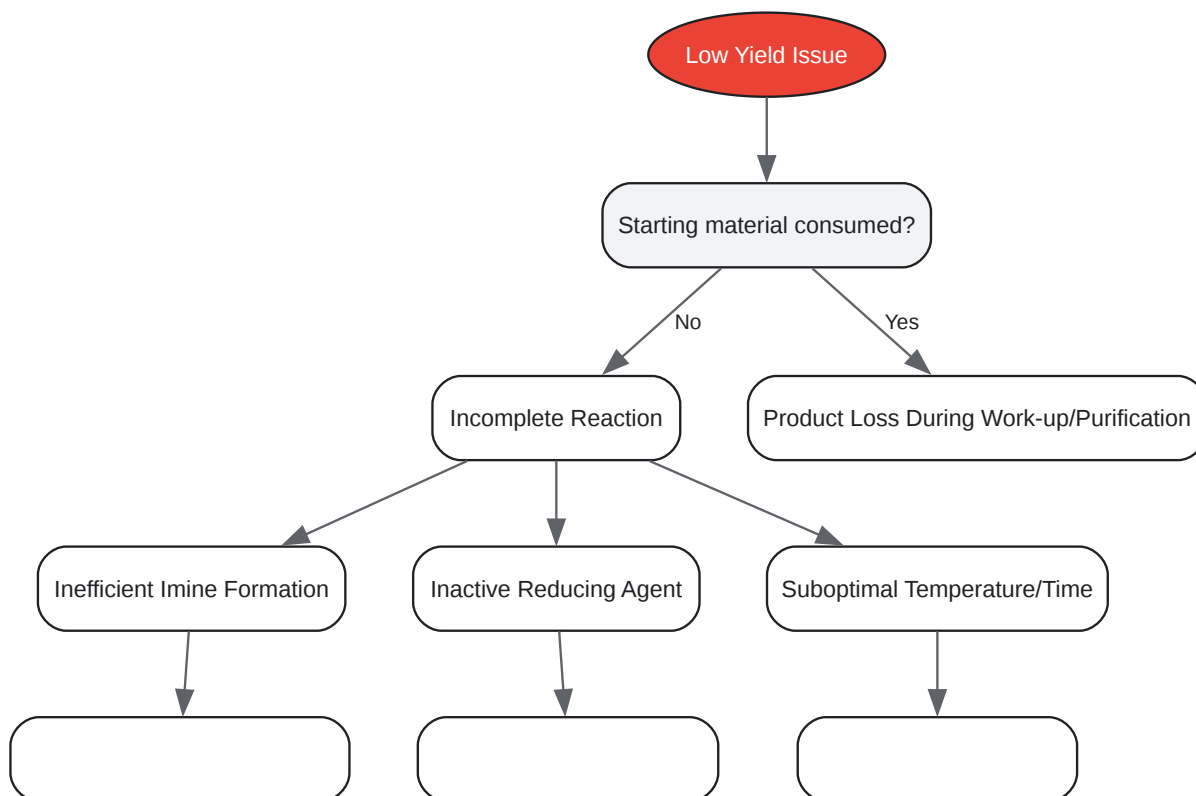 Low Yield Issue
Starting material consumed?
No
Yes
Incomplete Reaction
Product Loss During Work-up/Purification
Inefficient Imine Formation
Inactive Reducing Agent
Suboptimal Temperature/Time